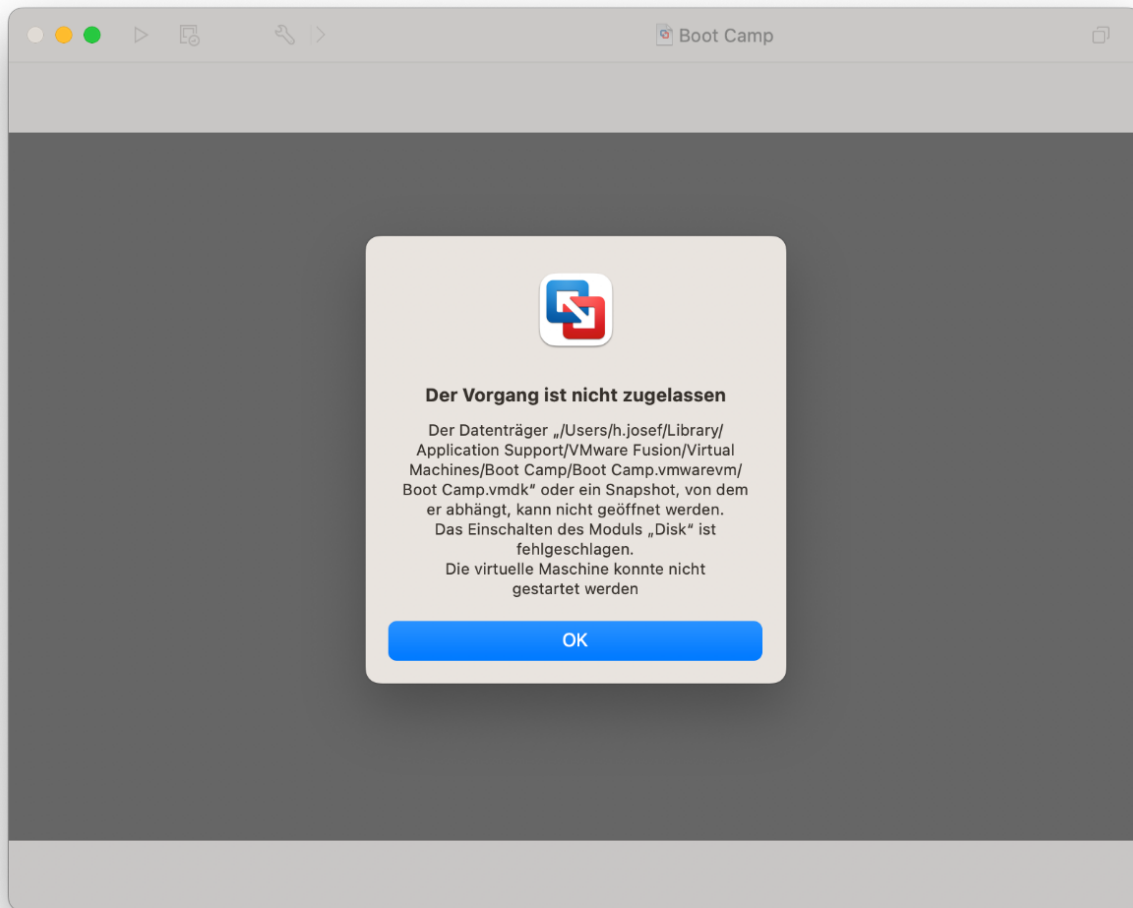 Boot Camp
Der Vorgang ist nicht zugelassen
Der Datenträger „/Users/h.josef/Library/
Application Support/VMware Fusion/Virtual
Machines/Boot Camp/Boot Camp.vmwarevm/
Boot Camp.vmdk“ oder ein Snapshot, von dem
er abhängt, kann nicht geöffnet werden.
Das Einschalten des Moduls „Disk“ ist
fehlgeschlagen.
Die virtuelle Maschine konnte nicht
gestartet werden
OK